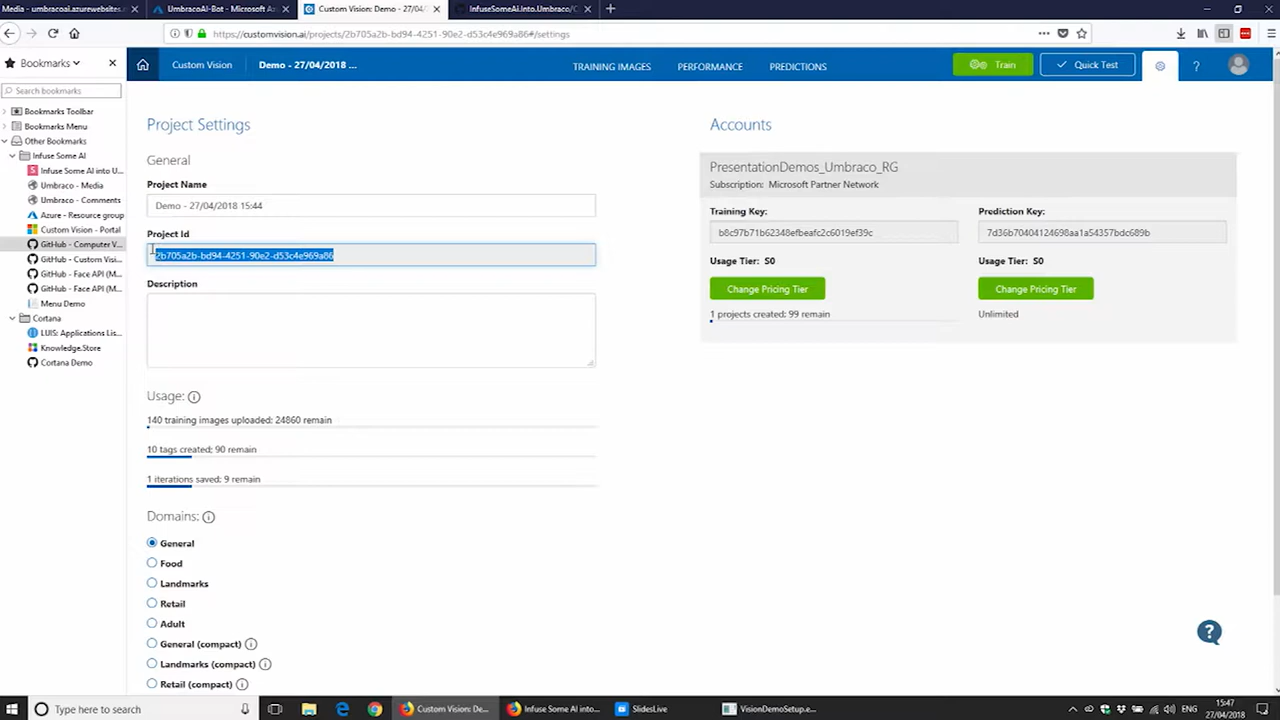 Media - umbracoai.azurewebsites.n
UmbracoAI-Bot - Microsoft Az
Custom Vision: Demo - 27/04/
InfuseSomeAI.Into.Umbraco/C
https://customvision.ai/projects/2b705a2b-bd94-4251-90e2-d53c4e969a86#/settings
Bookmarks
Search bookmarks
Bookmarks Toolbar
Bookmarks Menu
Other Bookmarks
Infuse Some AI
Infuse Some AI into U...
Umbraco - Media
Umbraco - Comments
Azure - Resource group
Custom Vision - Portal
GitHub - Computer V...
GitHub - Custom Visi...
GitHub - Face API (M...
GitHub - Face API (M...
Menu Demo
Cortana
LUIS: Applications Lis...
Knowledge.Store
Cortana Demo
Custom Vision
Demo - 27/04/2018 ...
TRAINING IMAGES
PERFORMANCE
PREDICTIONS
Train
Quick Test
?
Project Settings
General
Project Name
Demo - 27/04/2018 15:44
Project Id
2b705a2b-bd94-4251-90e2-d53c4e969a86
Description
Usage:
140 training images uploaded; 24860 remain
10 tags created; 90 remain
1 iterations saved; 9 remain
Domains:
General
Food
Landmarks
Retail
Adult
General (compact)
Landmarks (compact)
Retail (compact)
Accounts
PresentationDemos_Umbraco_RG
Subscription: Microsoft Partner Network
Training Key:
b8c97b71b62348efbeafc2c6019ef39c
Usage Tier: S0
Change Pricing Tier
1 projects created; 99 remain
Prediction Key:
7d36b70404124698aa1a54357bdc689b
Usage Tier: S0
Change Pricing Tier
Unlimited
?
Type here to search
Custom Vision: De...
Infuse Some AI into...
SlidesLive
VisionDemoSetup.e...
ENG
15:47
27/04/2018